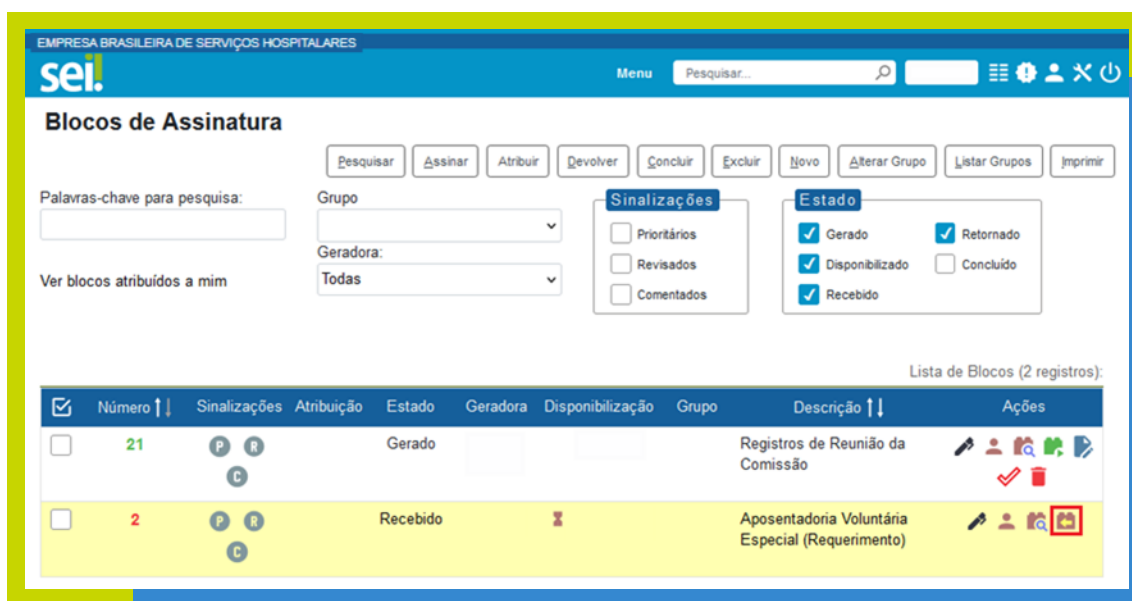 EMPRESA BRASILEIRA DE SERVIÇOS HOSPITALARES
sei!
Menu
Pesquisar...
Blocos de Assinatura
Pesquisar Assinar Atribuir Devolver Concluir Excluir Novo Alterar Grupo Listar Grupos Imprimir
Palavras-chave para pesquisa:
Grupo
Geradora:
Todas
Ver blocos atribuídos a mim
Sinalizações
Prioritários
Revisados
Comentados
Estado
Gerado Retornado
Disponibilizado Concluído
Recebido
Lista de Blocos (2 registros):
Número Sinalizações Atribuição Estado Geradora Disponibilização Grupo Descrição Ações
21 P R Gerado Registros de Reunião da
C Comissão
2 P R Recebido Aposentadoria Voluntária
C Especial (Requerimento)